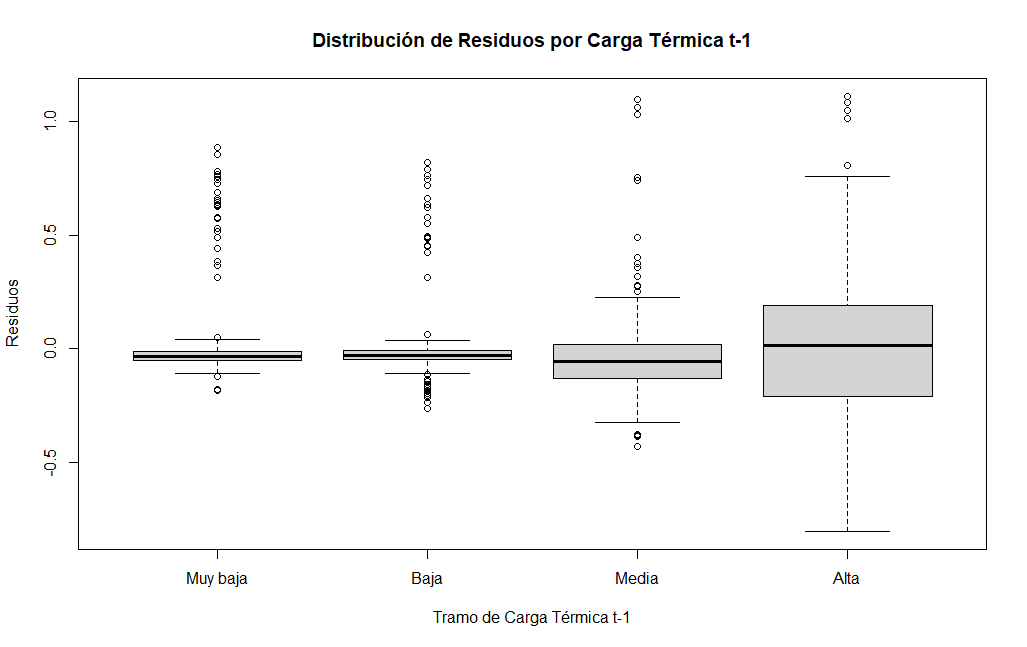 Distribución de Residuos por Carga Térmica t-1
Residuos
1.0
0.5
0.0
-0.5
Muy baja
Baja
Media
Alta
Tramo de Carga Térmica t-1